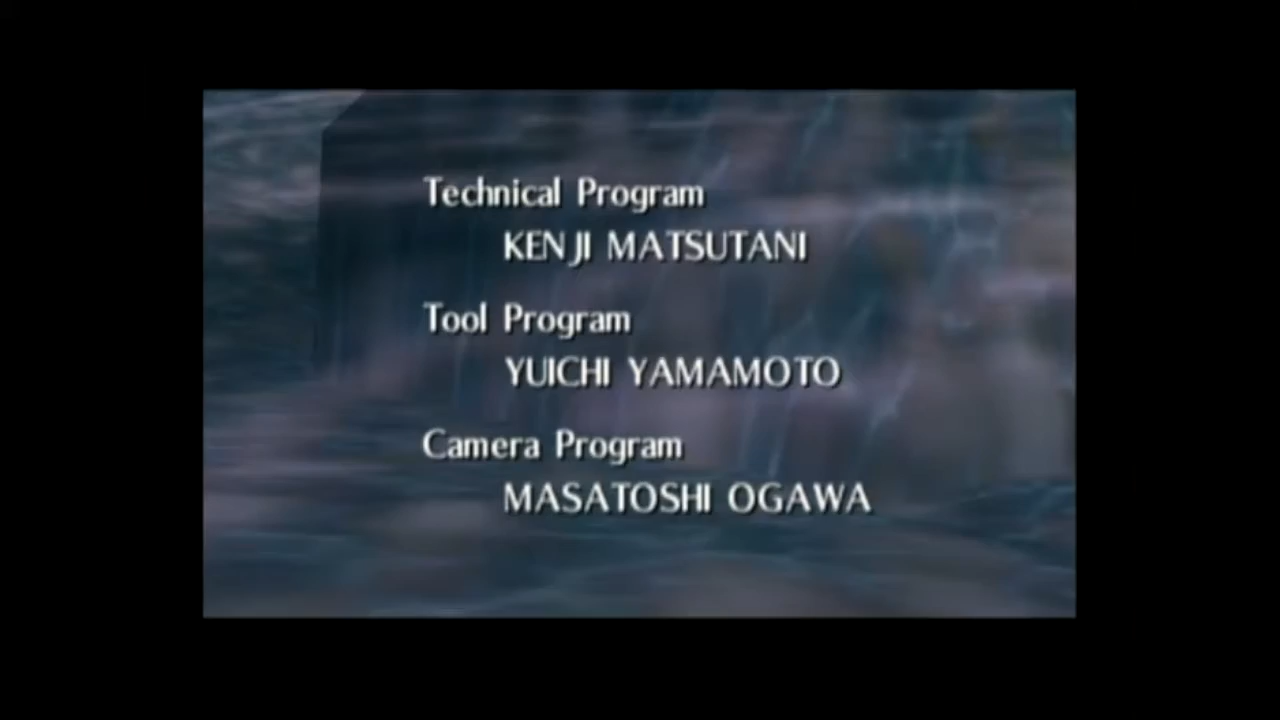 Technical Program
KENJI MATSUTANI
Tool Program
YUICHI YAMAMOTO
Camera Program
MASATOSHI OGAWA